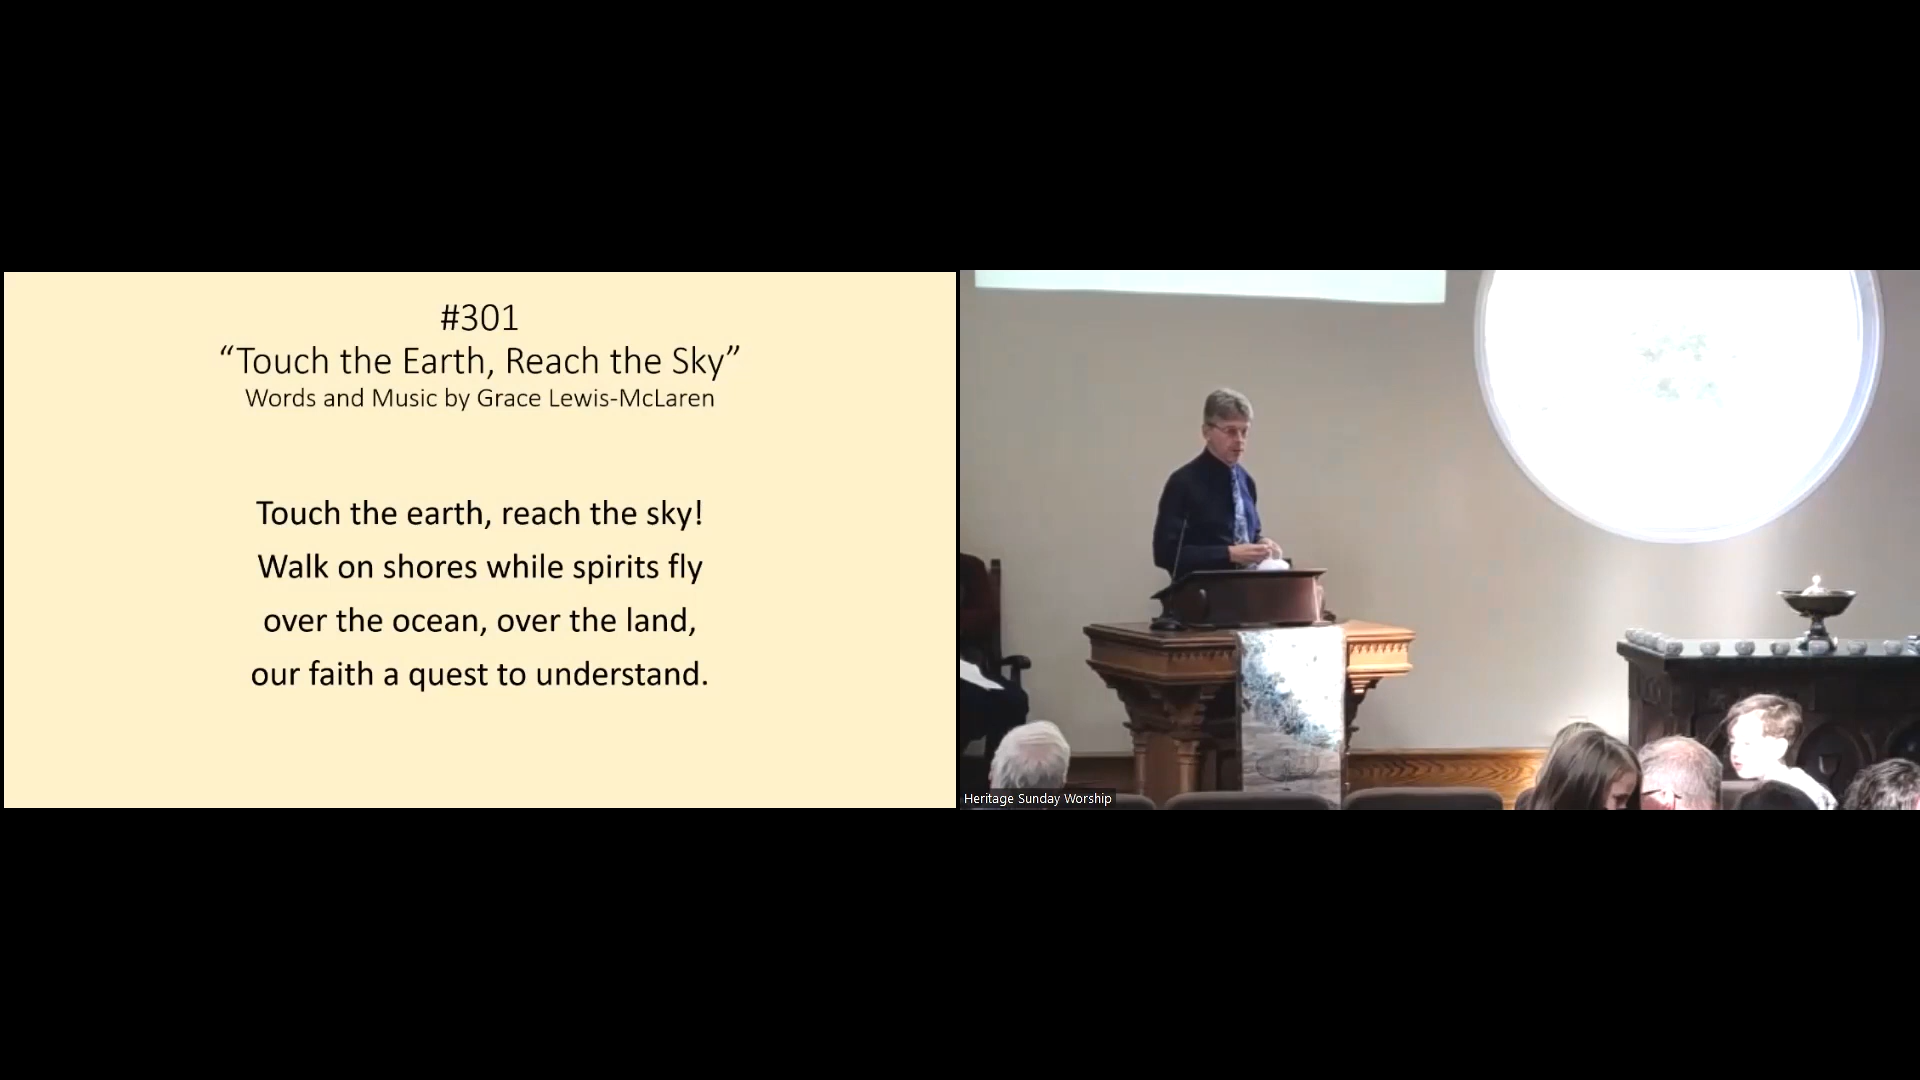 #301
“Touch the Earth, Reach the Sky”
Words and Music by Grace Lewis-McLaren
Touch the earth, reach the sky!
Walk on shores while spirits fly
over the ocean, over the land,
our faith a quest to understand.
Heritage Sunday Worship